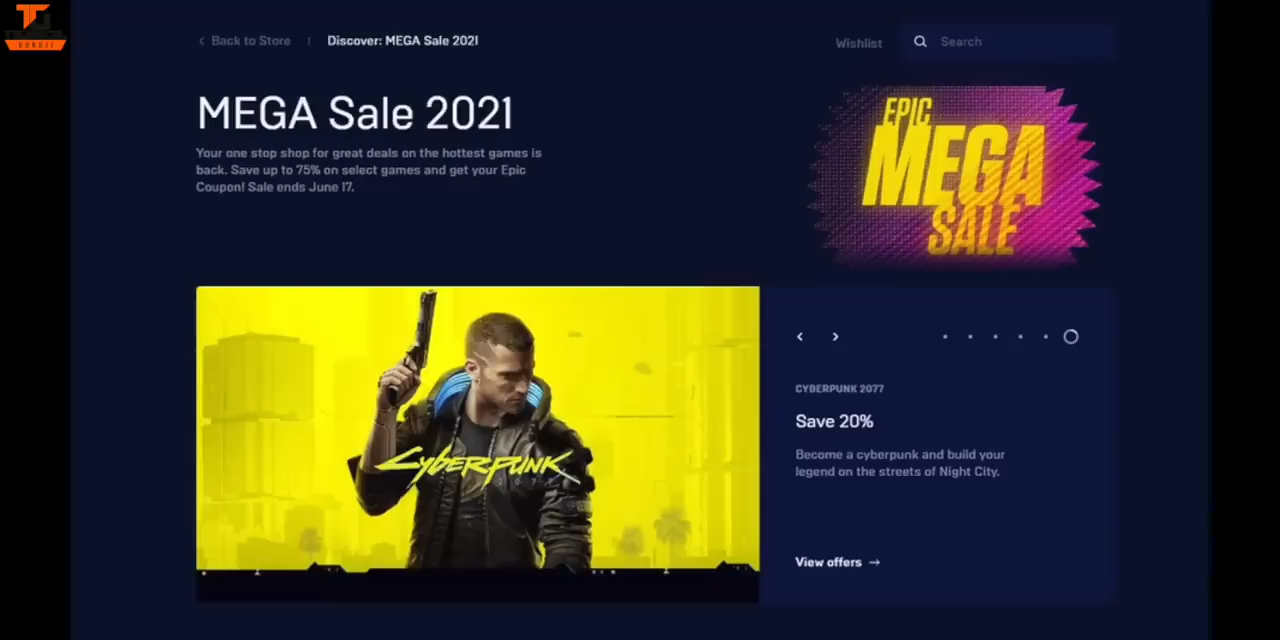 Back to Store
Discover: MEGA Sale 2021
Wishlist
Search
MEGA Sale 2021
Your one stop shop for great deals on the hottest games is
back. Save up to 75% on select games and get your Epic
Coupon! Sale ends June 17.
EPIC
MEGA
SALE
CYBERPUNK
2077
CYBERPUNK 2077
Save 20%
Become a cyberpunk and build your
legend on the streets of Night City.
View offers